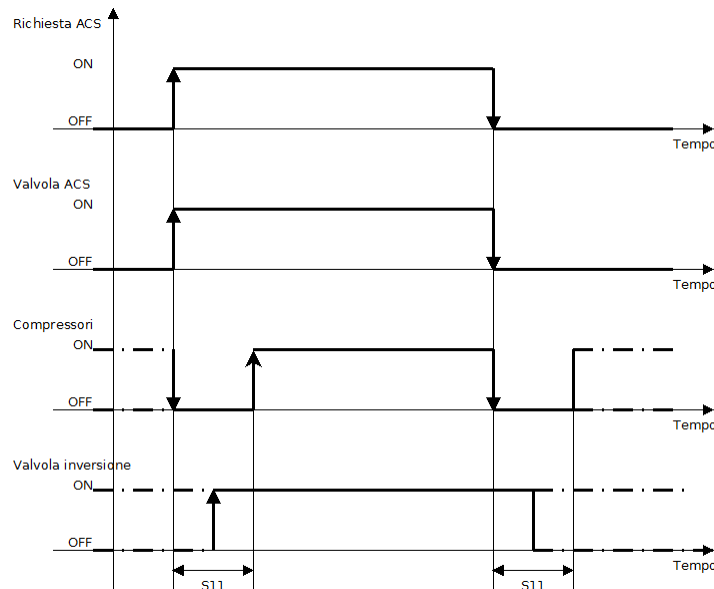 Richiesta ACS
ON
OFF
Tempo
Valvola ACS
ON
OFF
Tempo
Compressori
ON
OFF
Tempo
Valvola inversione
ON
OFF
Tempo
S11
S11